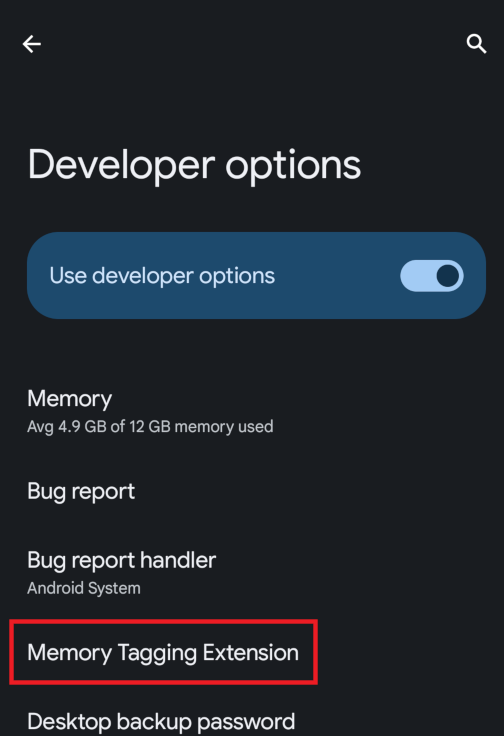 Developer options
Use developer options
Memory
Avg 4.9 GB of 12 GB memory used
Bug report
Bug report handler
Android System
Memory Tagging Extension
Desktop backup password